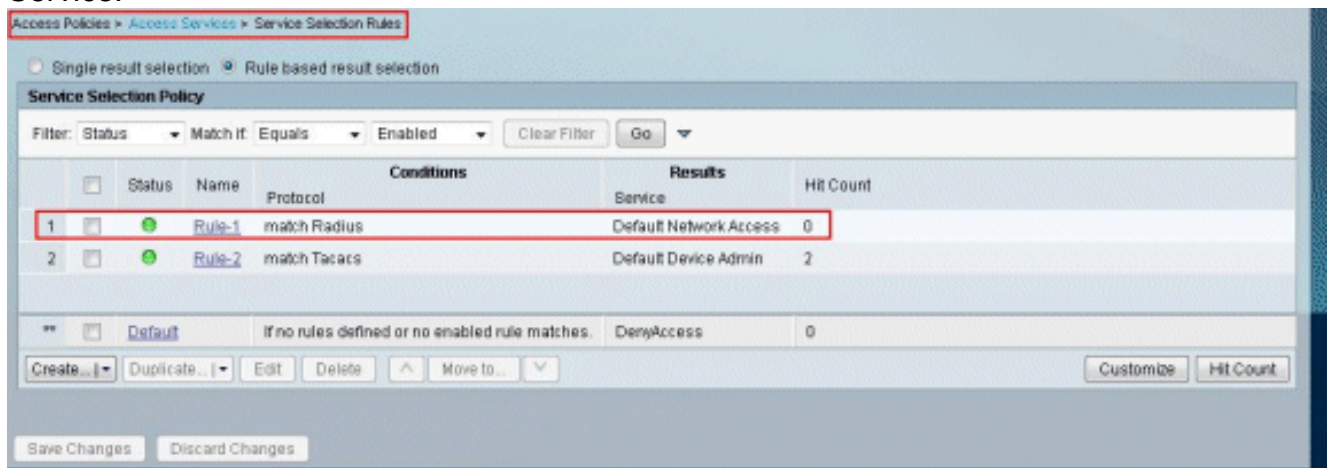 Service.
Access Policies > Access Services > Service Selection Rules
Single result selection Rule based result selection
Service Selection Policy
Filter: Status Match if: Equals Enabled Clear Filter Go
Conditions Results
Status Name Protocol Service Hit Count
1 Rule-1 match Radius Default Network Access 0
2 Rule-2 match Tacacs Default Device Admin 2
** Default If no rules defined or no enabled rule matches. DenyAccess 0
Create... | Duplicate... | Edit Delete ^ Move to... Customize Hit Count
Save Changes Discard Changes